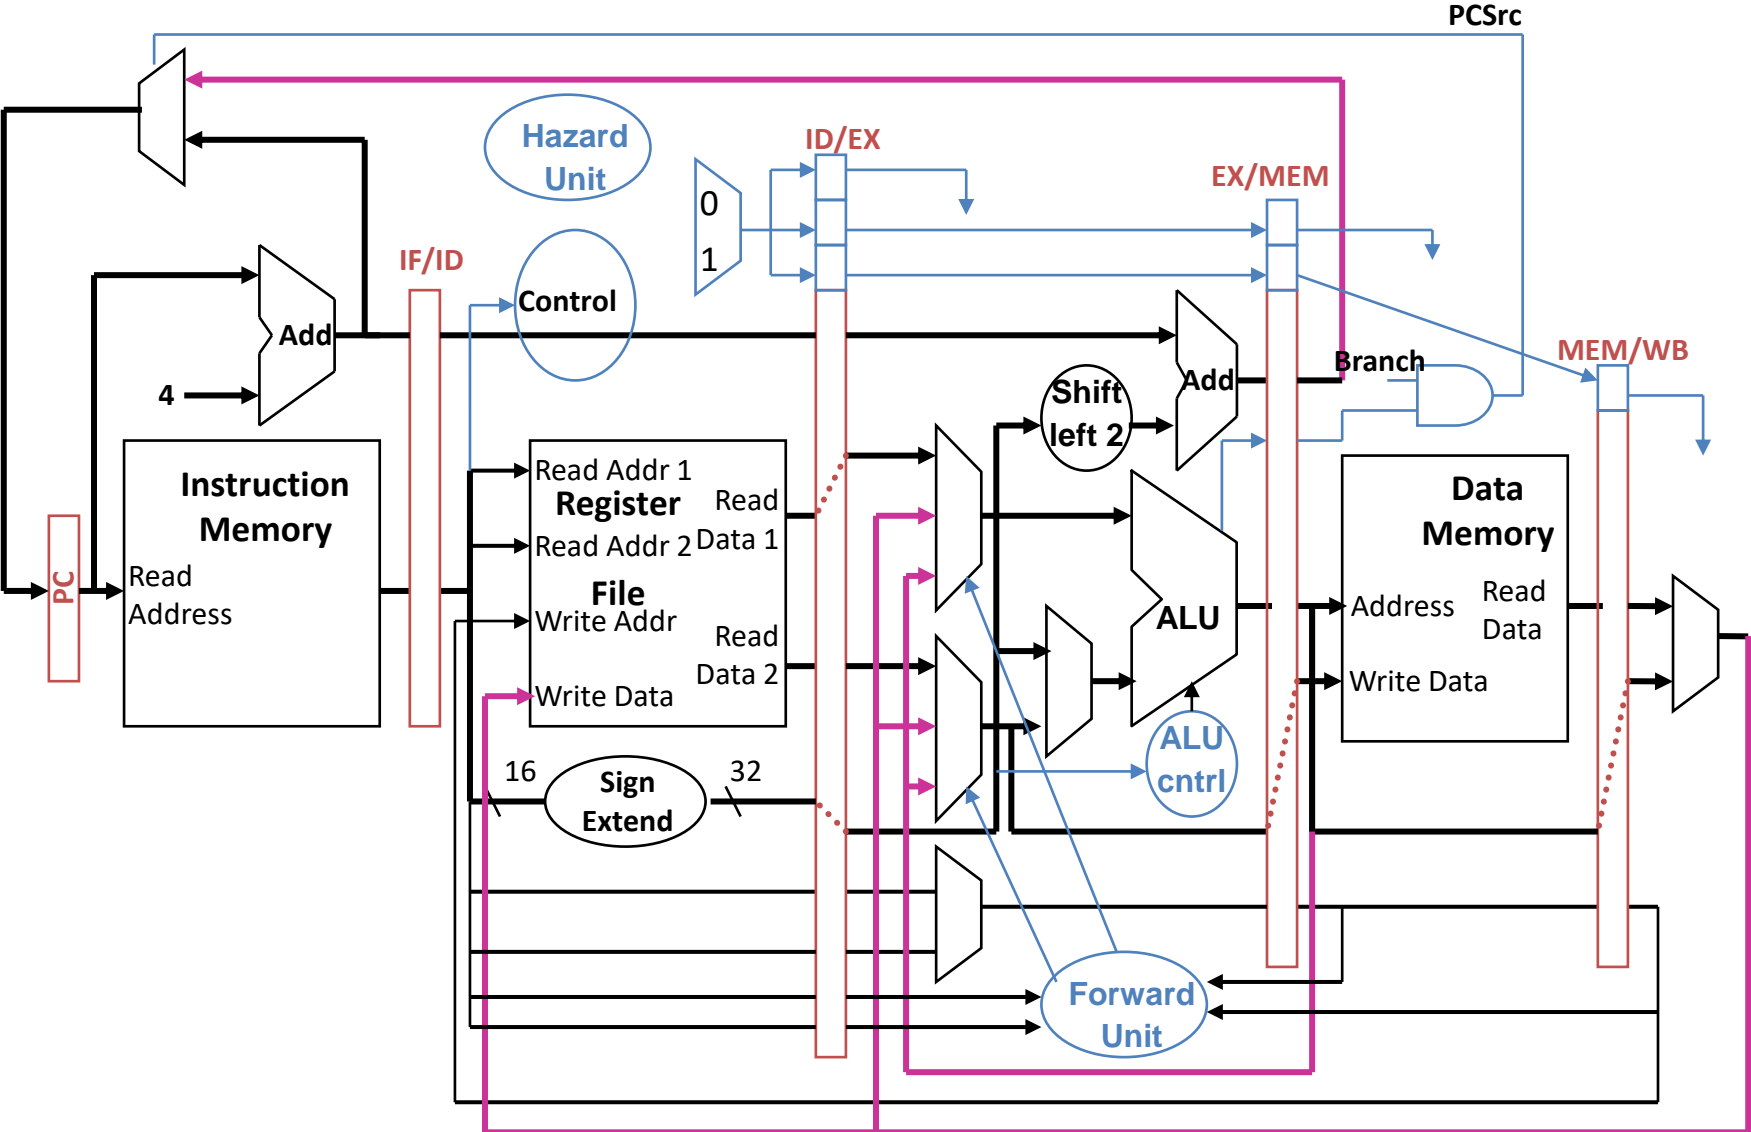 PCSrc
Hazard
Unit
ID/EX
EX/MEM
0
1
IF/ID
Control
Add
4
Branch
MEM/WB
Shift
left 2
Add
Instruction
Memory
Read
Address
PC
Read Addr 1
Register
Read
Data 1
Read Addr 2
File
Write Addr
Read
Data 2
Write Data
ALU
Data
Memory
Address
Read
Data
Write Data
ALU
cntrl
16
Sign
Extend
32
Forward
Unit